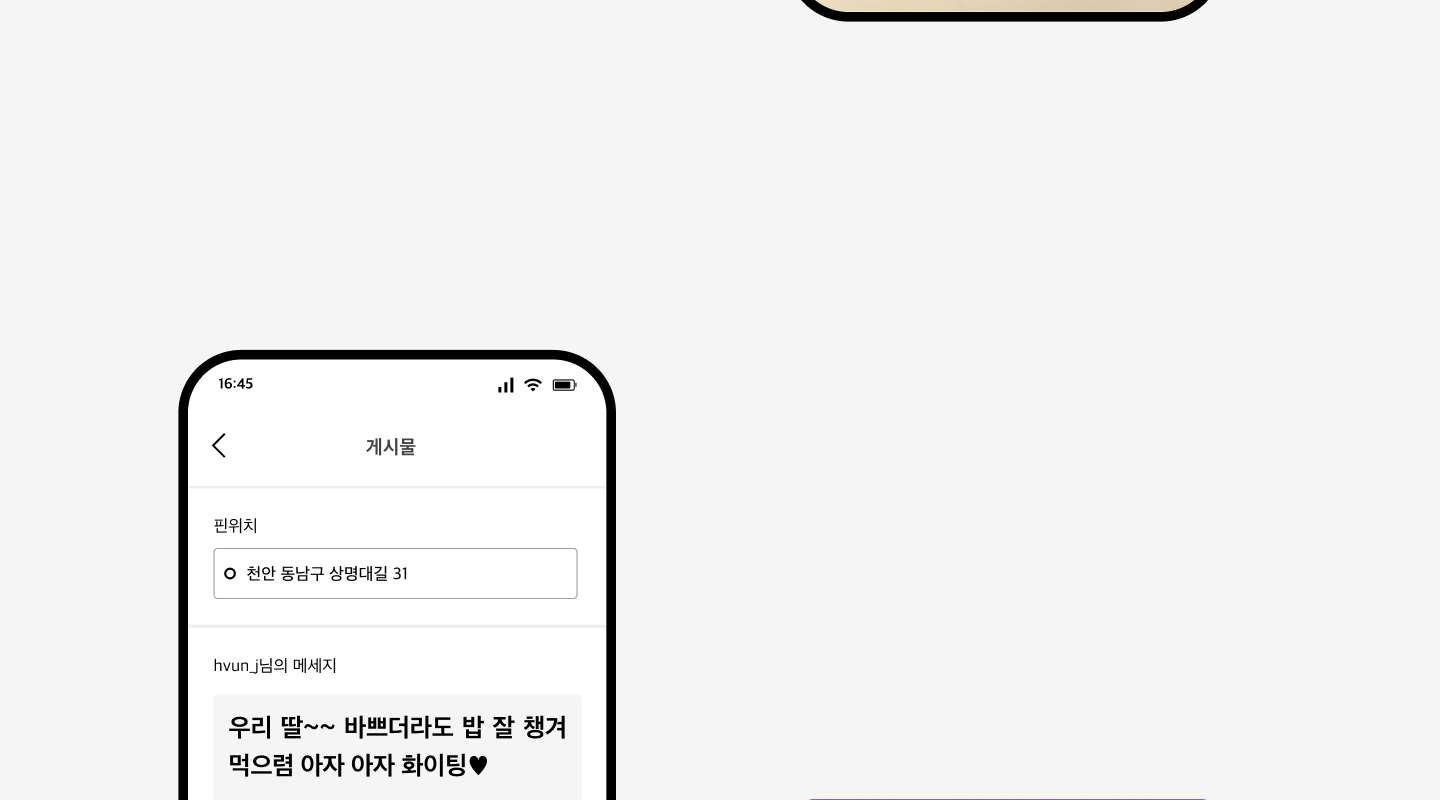 16:45
게시물
핀위치
천안 동남구 상명대길 31
hvun_j님의 메세지
우리 딸~~ 바쁘더라도 밥 잘 챙겨
먹으렴 아자 아자 화이팅♥